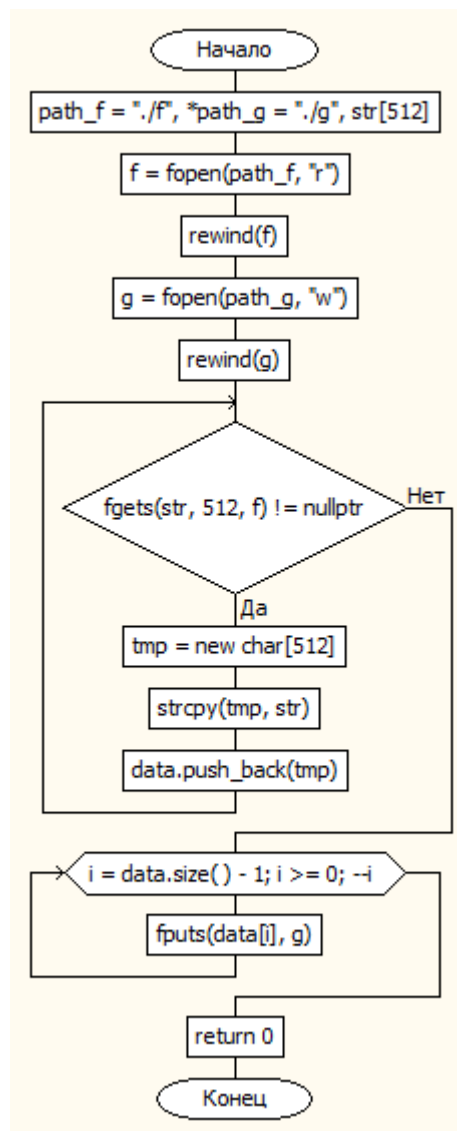 Начало
path_f = "./f", *path_g = "./g", str[512]
f = fopen(path_f, "r")
rewind(f)
g = fopen(path_g, "w")
rewind(g)
fgets(str, 512, f) != nullptr
Нет
Да
tmp = new char[512]
strcpy(tmp, str)
data.push_back(tmp)
i = data.size() - 1; i >= 0; --i
fputs(data[i], g)
return 0
Конец